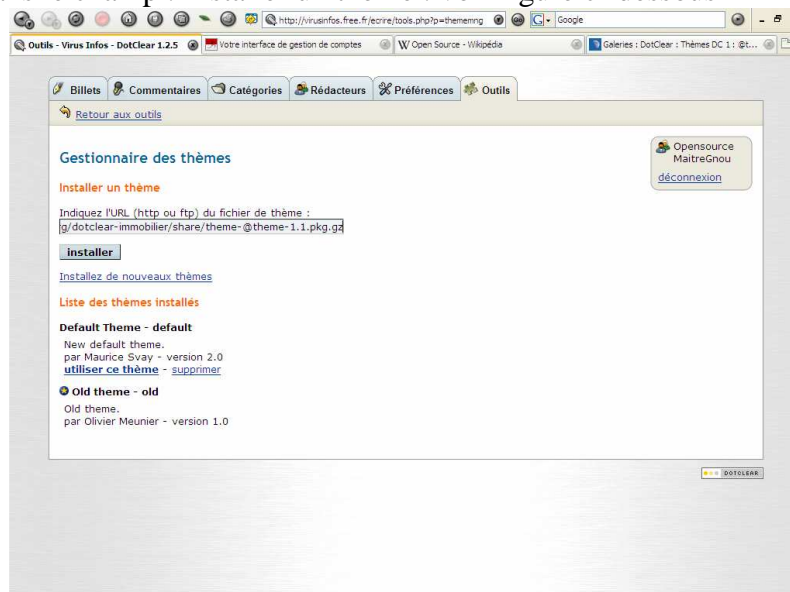 http://virusinfos.free.fr/ecrire/tools.php?p=thememng
Google
Outils - Virus Infos - DotClear 1.2.5
Votre interface de gestion de comptes
Open Source - Wikipédia
Galeries : DotClear : Thèmes DC 1 : @t...
Billets
Commentaires
Catégories
Rédacteurs
Préférences
Outils
Retour aux outils
Opensource
MaitreGnou
déconnexion
Gestionnaire des thèmes
Installer un thème
Indiquez l'URL (http ou ftp) du fichier de thème :
g/dotclear-immobilier/share/theme-@theme-1.1.pkg.gz
installer
Installez de nouveaux thèmes
Liste des thèmes installés
Default Theme - default
New default theme.
par Maurice Svay - version 2.0
utiliser ce thème - supprimer
Old theme - old
Old theme.
par Olivier Meunier - version 1.0
DOTCLEAR